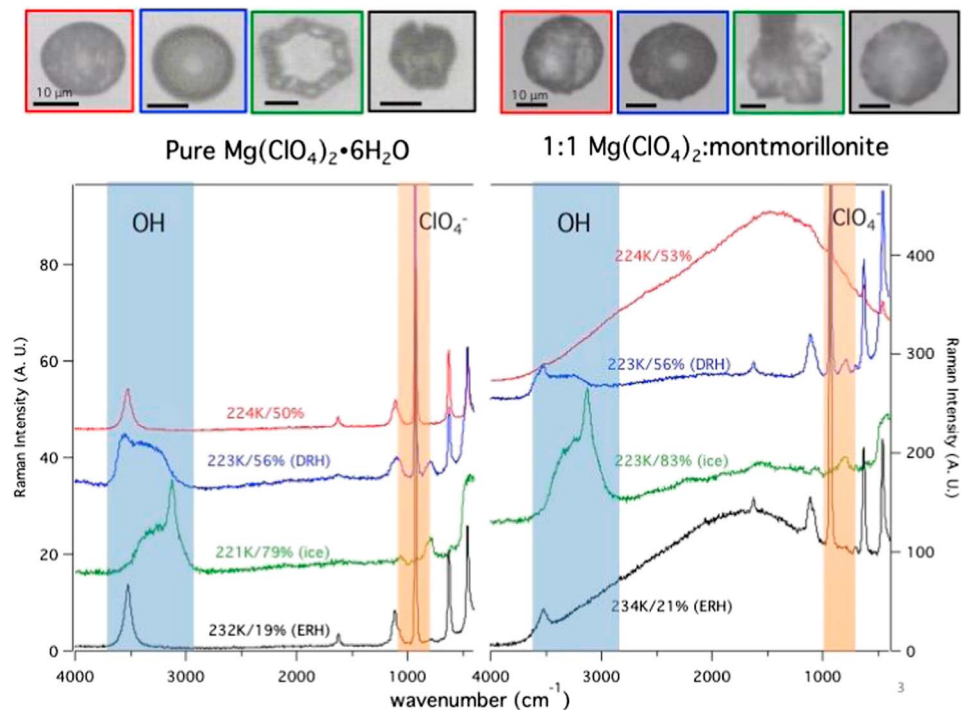 10 μm
10 μm
Pure Mg(ClO4)2•6H2O
1:1 Mg(ClO4)2:montmorillonite
OH
ClO4-
80
60
40
20
0
224K/50%
223K/56% (DRH)
221K/79% (ice)
232K/19% (ERH)
Raman Intensity (A. U.)
4000
3000
2000
1000
OH
ClO4-
224K/53%
223K/56% (DRH)
223K/83% (ice)
234K/21% (ERH)
400
300
200
100
0
Raman Intensity (A. U.)
4000
3000
2000
1000
wavenumber (cm-1)
3